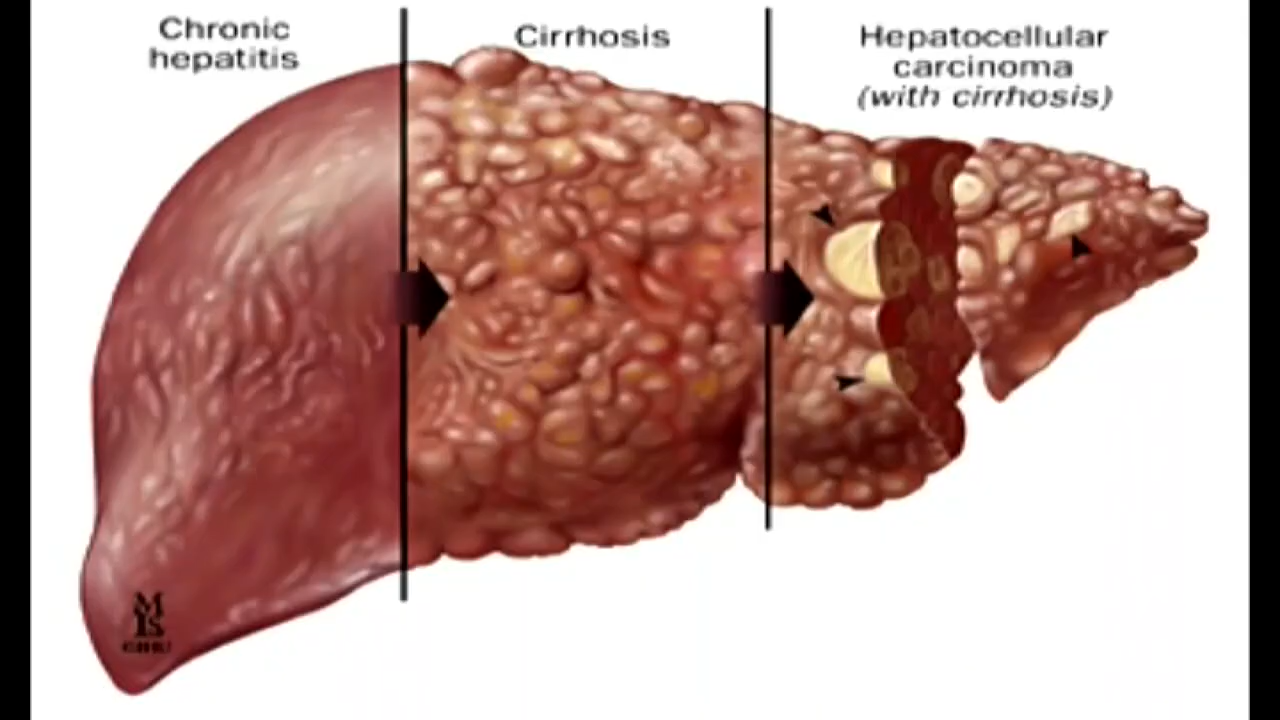 Chronic
hepatitis
Cirrhosis
Hepatocellular
carcinoma
(with cirrhosis)
M